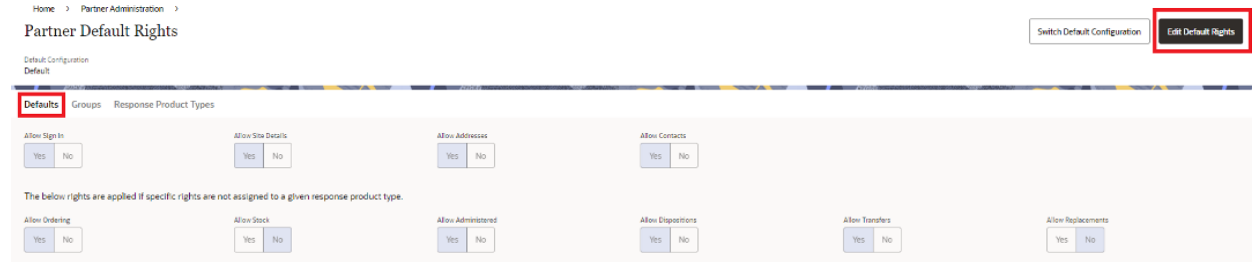 Home > Partner Administration >
Partner Default Rights
Switch Default Configuration Edit Default Rights
Default Configuration
Default
Defaults Groups Response Product Types
Allow Sign In Allow Site Details Allow Addresses Allow Contacts
Yes No Yes No Yes No Yes No
The below rights are applied if specific rights are not assigned to a given response product type.
Allow Ordering Allow Stock Allow Administered Allow Dispositions Allow Transfers Allow Replacements
Yes No Yes No Yes No Yes No Yes No Yes No